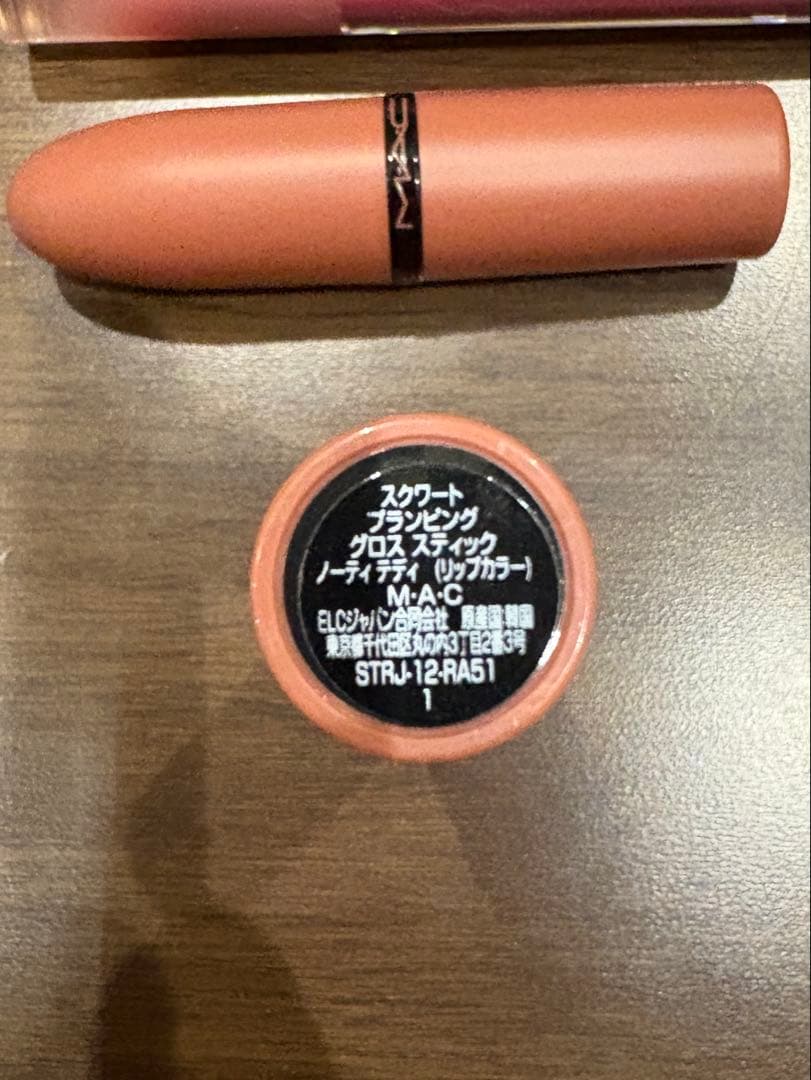 MAC
スクワート
プランピング
グロス スティック
ノーティ テディ (リップカラー)
M·A·C
ELCジャパン合同会社 原産国:韓国
東京都千代田区丸の内3丁目2番3号
STRJ-12-RA51
1